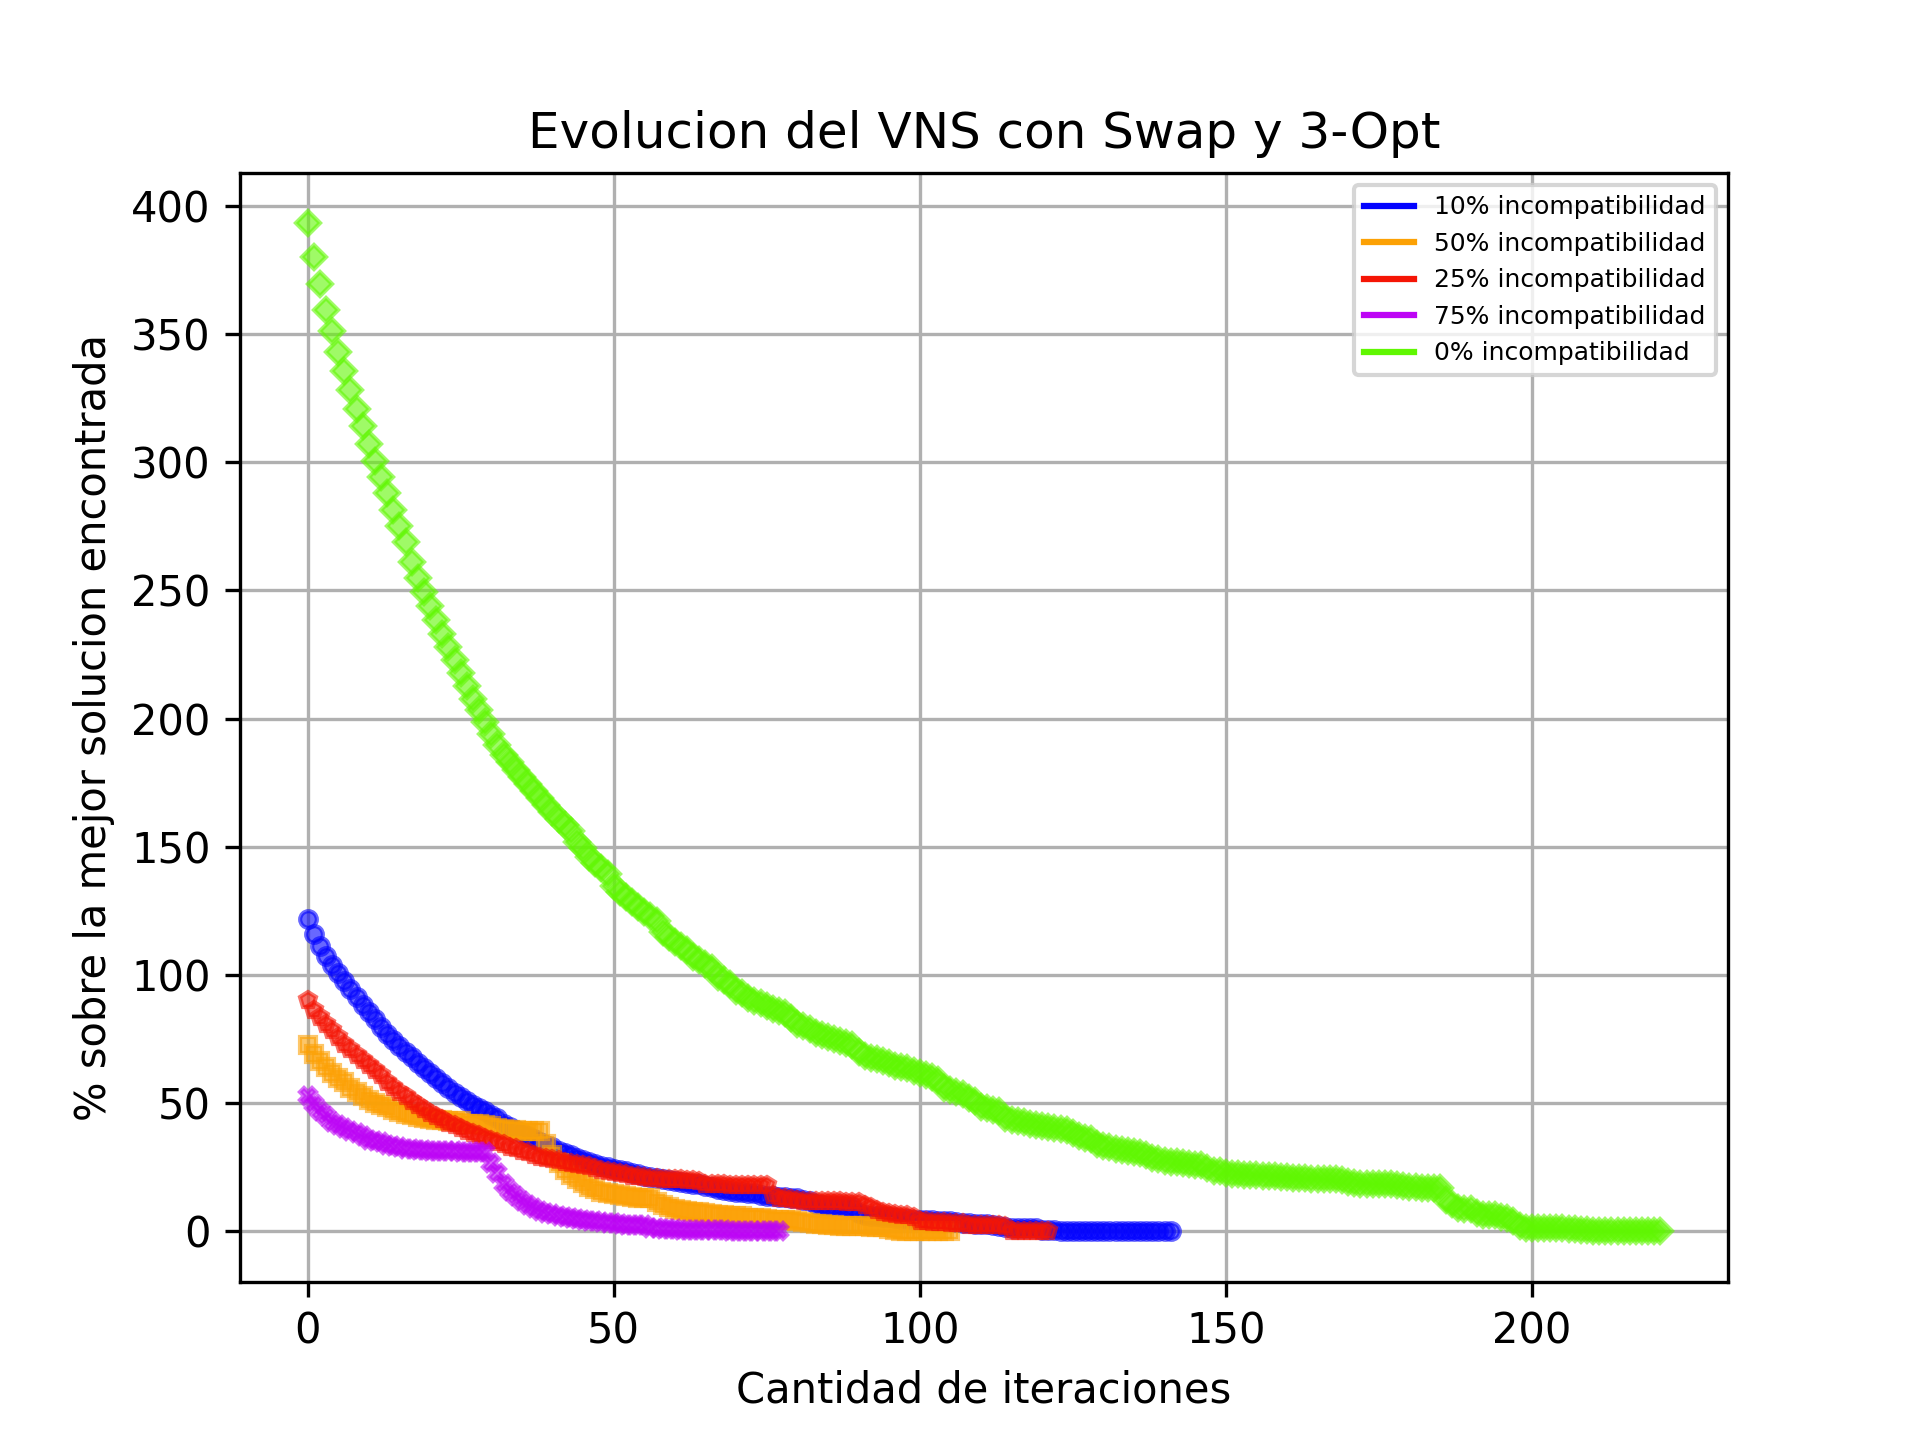 Evolucion del VNS con Swap y 3-Opt
400
350
300
250
200
150
100
50
0
% sobre la mejor solucion encontrada
10% incompatibilidad
50% incompatibilidad
25% incompatibilidad
75% incompatibilidad
0% incompatibilidad
0 50 100 150 200
Cantidad de iteraciones